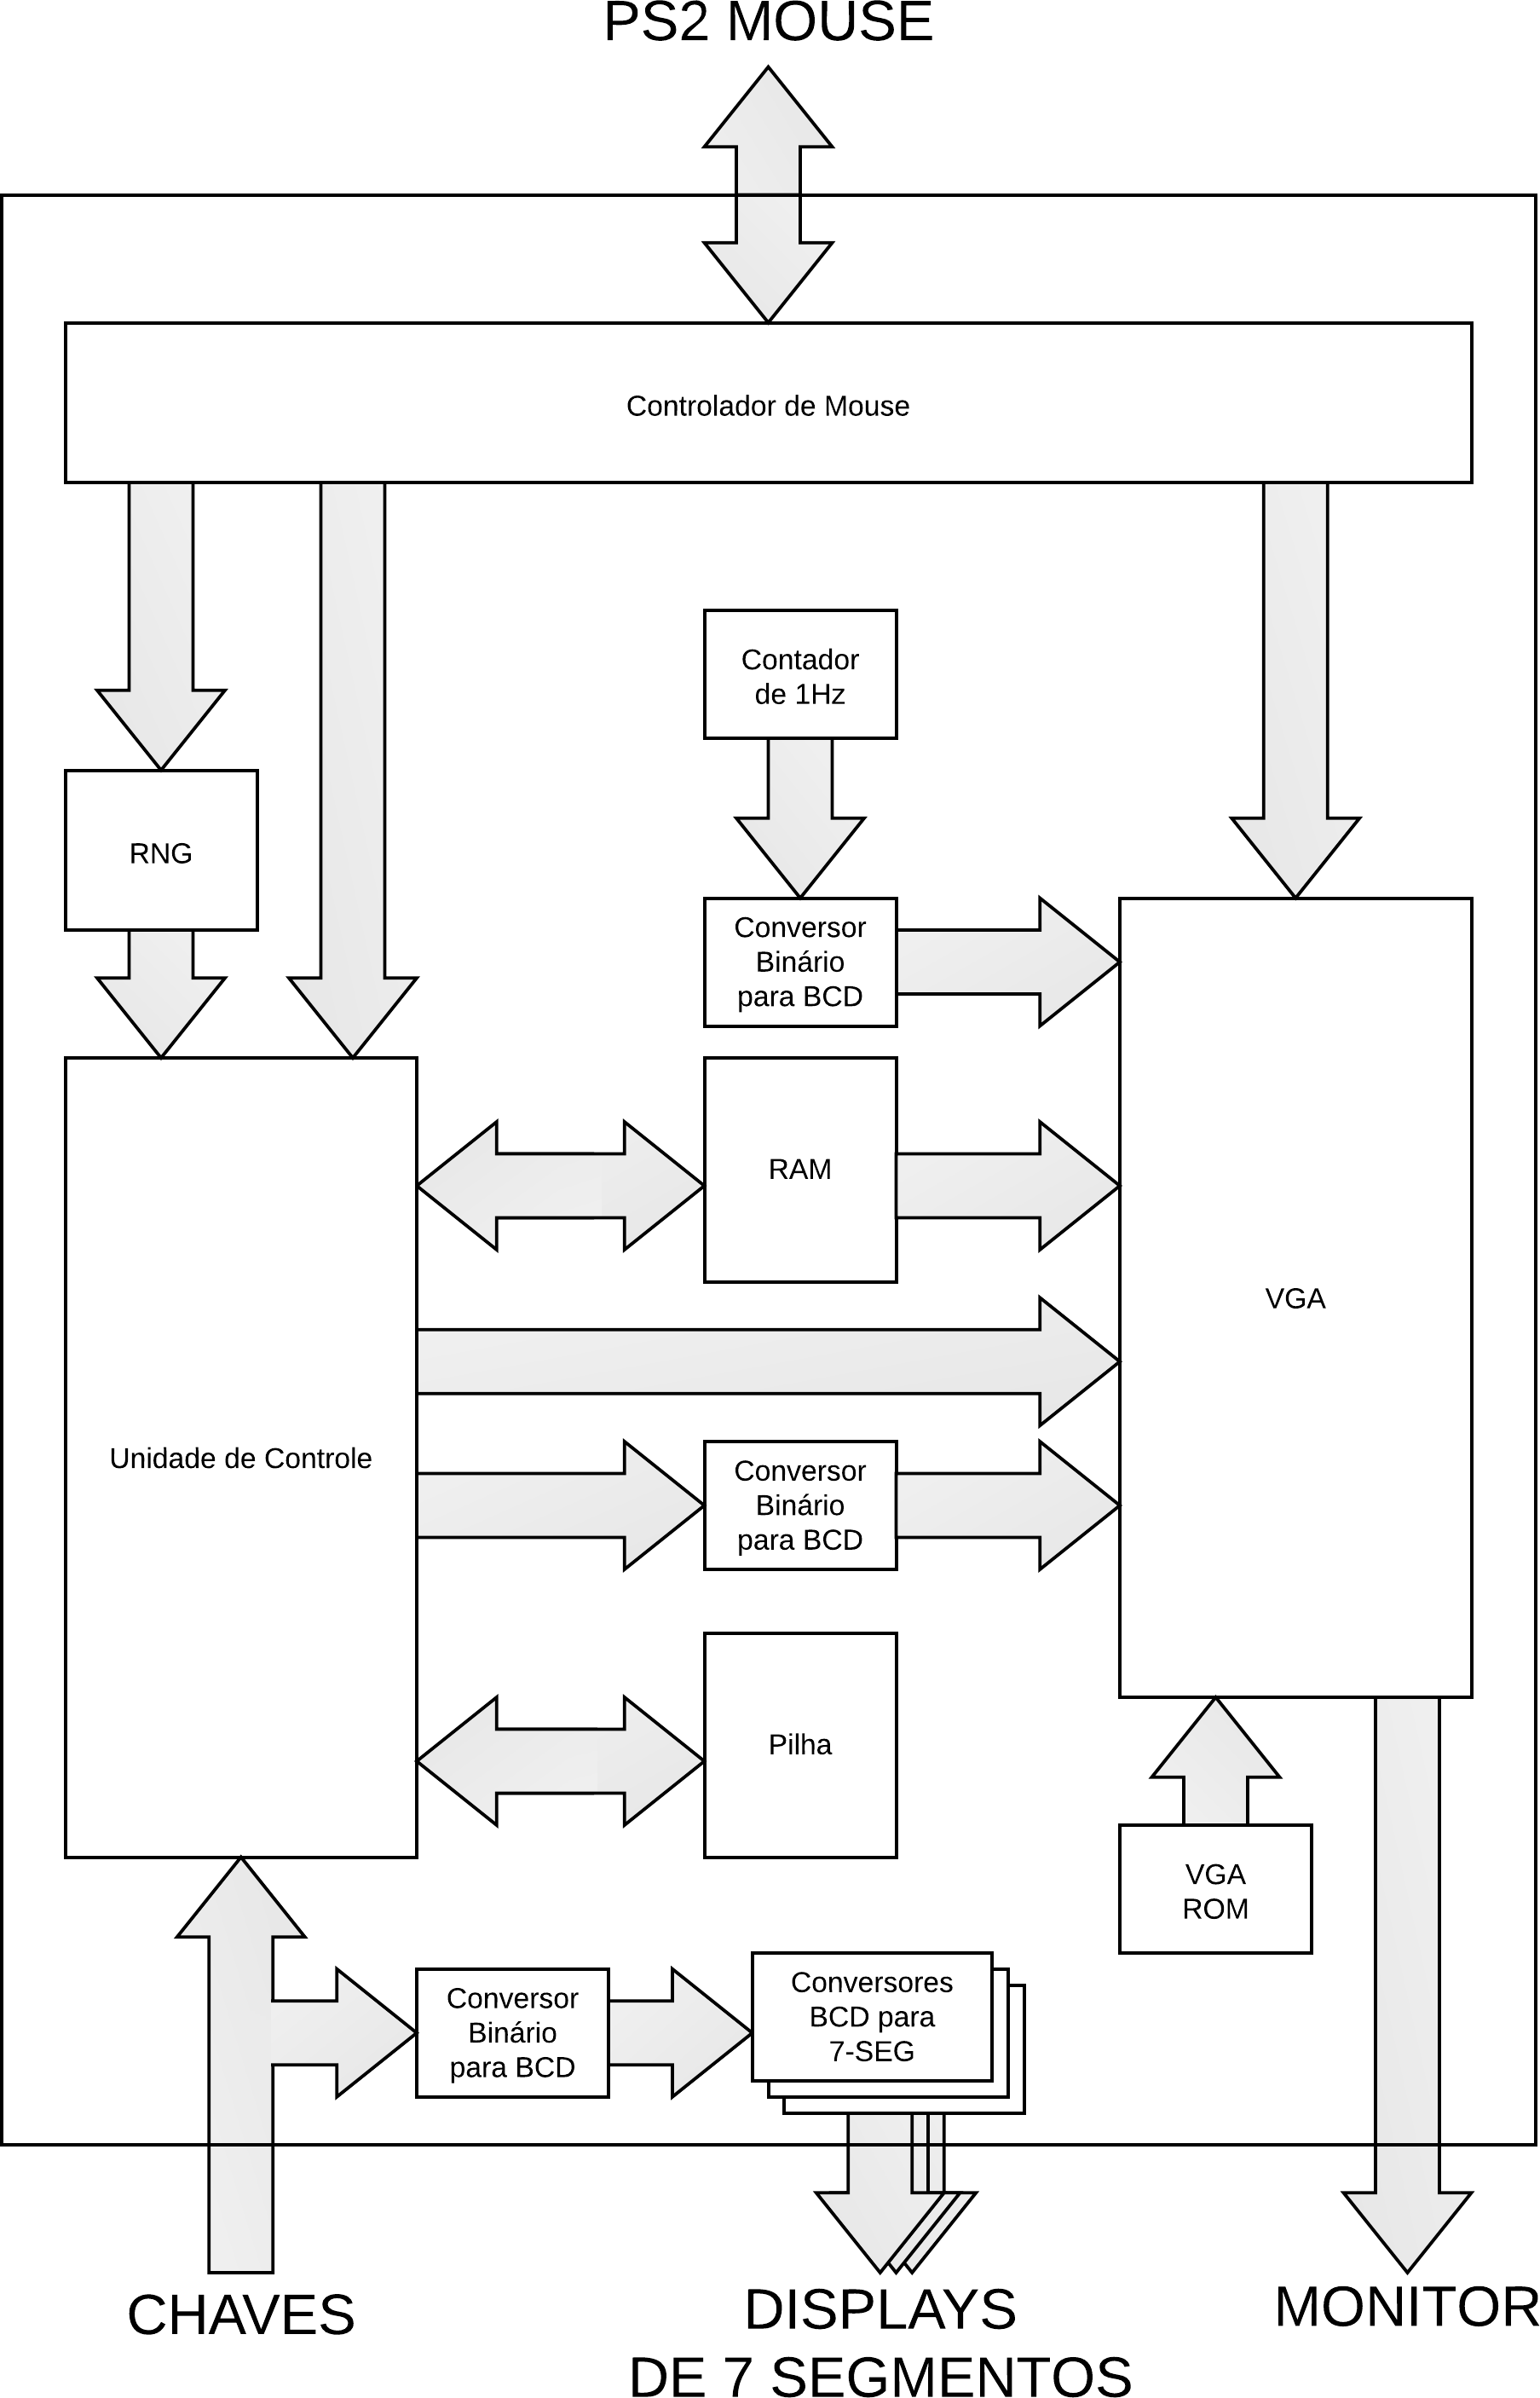 PS2 MOUSE
Controlador de Mouse
Contador
de 1Hz
RNG
Conversor
Binário
para BCD
RAM
VGA
Unidade de Controle
Conversor
Binário
para BCD
Pilha
VGA
ROM
Conversor
Binário
para BCD
Conversores
BCD para
7-SEG
CHAVES
DISPLAYS
DE 7 SEGMENTOS
MONITOR